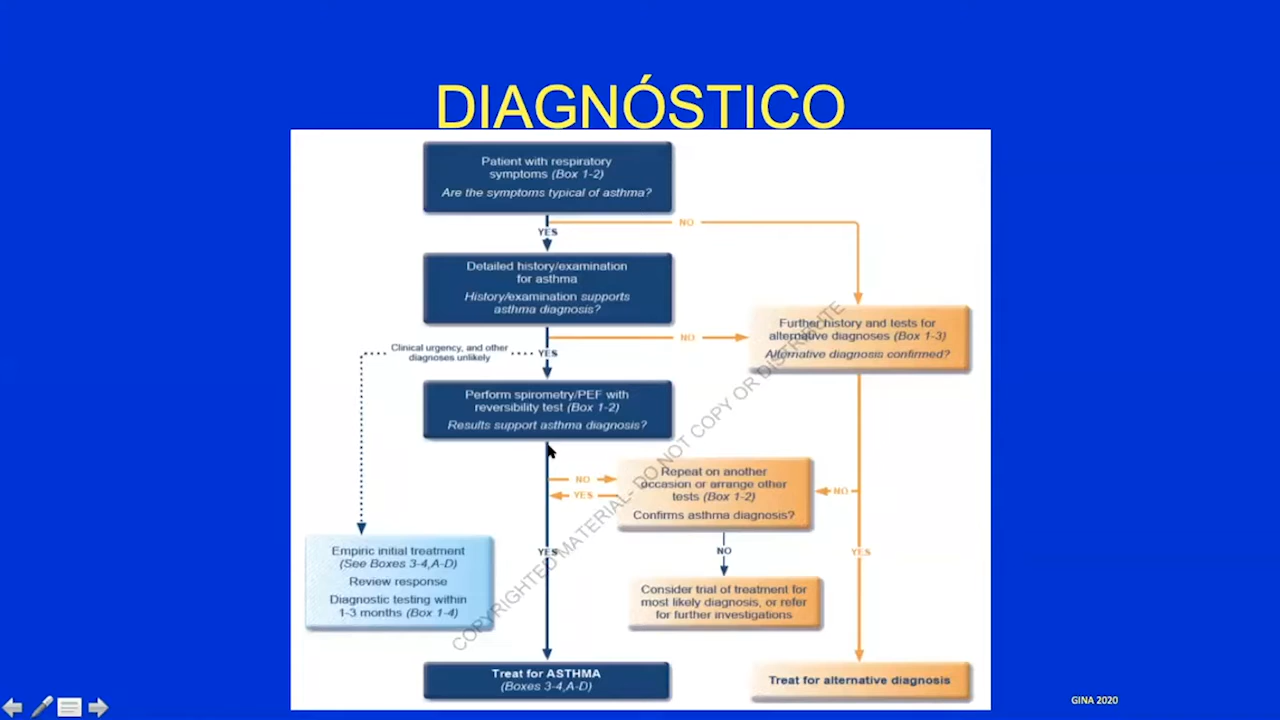 DIAGNÓSTICO
Patient with respiratory
symptoms (Box 1-2)
Are the symptoms typical of asthma?
NO
YES
Detailed history/examination
for asthma
History/examination supports
asthma diagnosis?
Further history and tests for
alternative diagnoses (Box 1-3)
Alternative diagnosis confirmed?
NO
Clinical urgency, and other
diagnoses unlikely
YES
Perform spirometry/PEF with
reversibility test (Box 1-2)
Results support asthma diagnosis?
Repeat on another
occasion or arrange other
tests (Box 1-2)
Confirms asthma diagnosis?
NO
YES
NO
NO
YES
YES
Empiric initial treatment
(See Boxes 3-4,A-D)
Review response
Diagnostic testing within
1-3 months (Box 1-4)
Consider trial of treatment for
most likely diagnosis, or refer
for further investigations
Treat for ASTHMA
(Boxes 3-4,A-D)
Treat for alternative diagnosis
COPYRIGHTED MATERIAL- DO NOT COPY OR DISTRIBUTE
GINA 2020